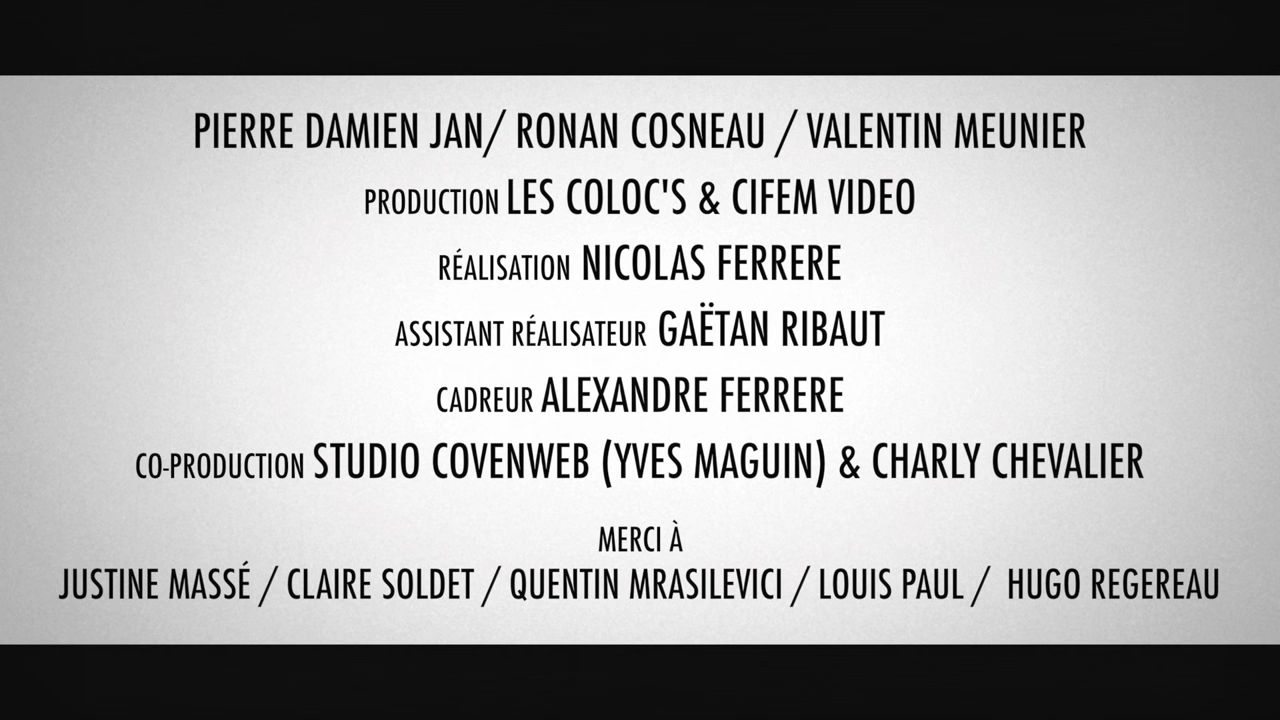 PIERRE DAMIEN JAN/ RONAN COSNEAU / VALENTIN MEUNIER
PRODUCTION LES COLOC'S & CIFEM VIDEO
RÉALISATION NICOLAS FERRERE
ASSISTANT RÉALISATEUR GAËTAN RIBAUT
CADREUR ALEXANDRE FERRERE
CO-PRODUCTION STUDIO COVENWEB (YVES MAGUIN) & CHARLY CHEVALIER
MERCI À
JUSTINE MASSÉ / CLAIRE SOLDET / QUENTIN MRASILEVICI / LOUIS PAUL / HUGO REGEREAU